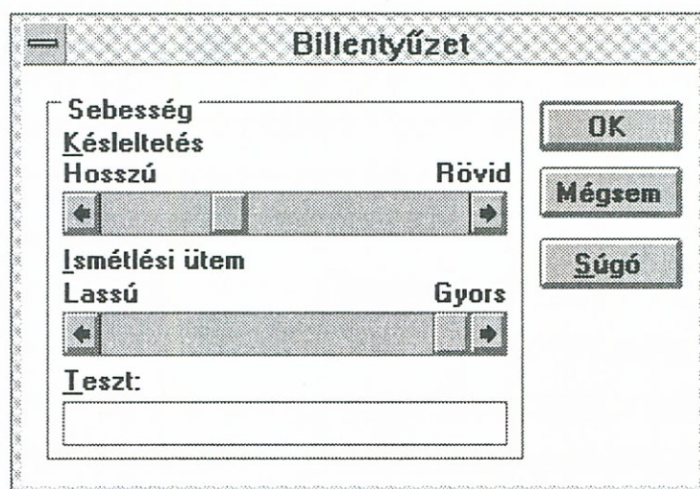 Billentyűzet
Sebesség
Késleltetés
Hosszú Rövid
Ismétlési ütem
Lassú Gyors
Teszt:
OK
Mégsem
Súgó